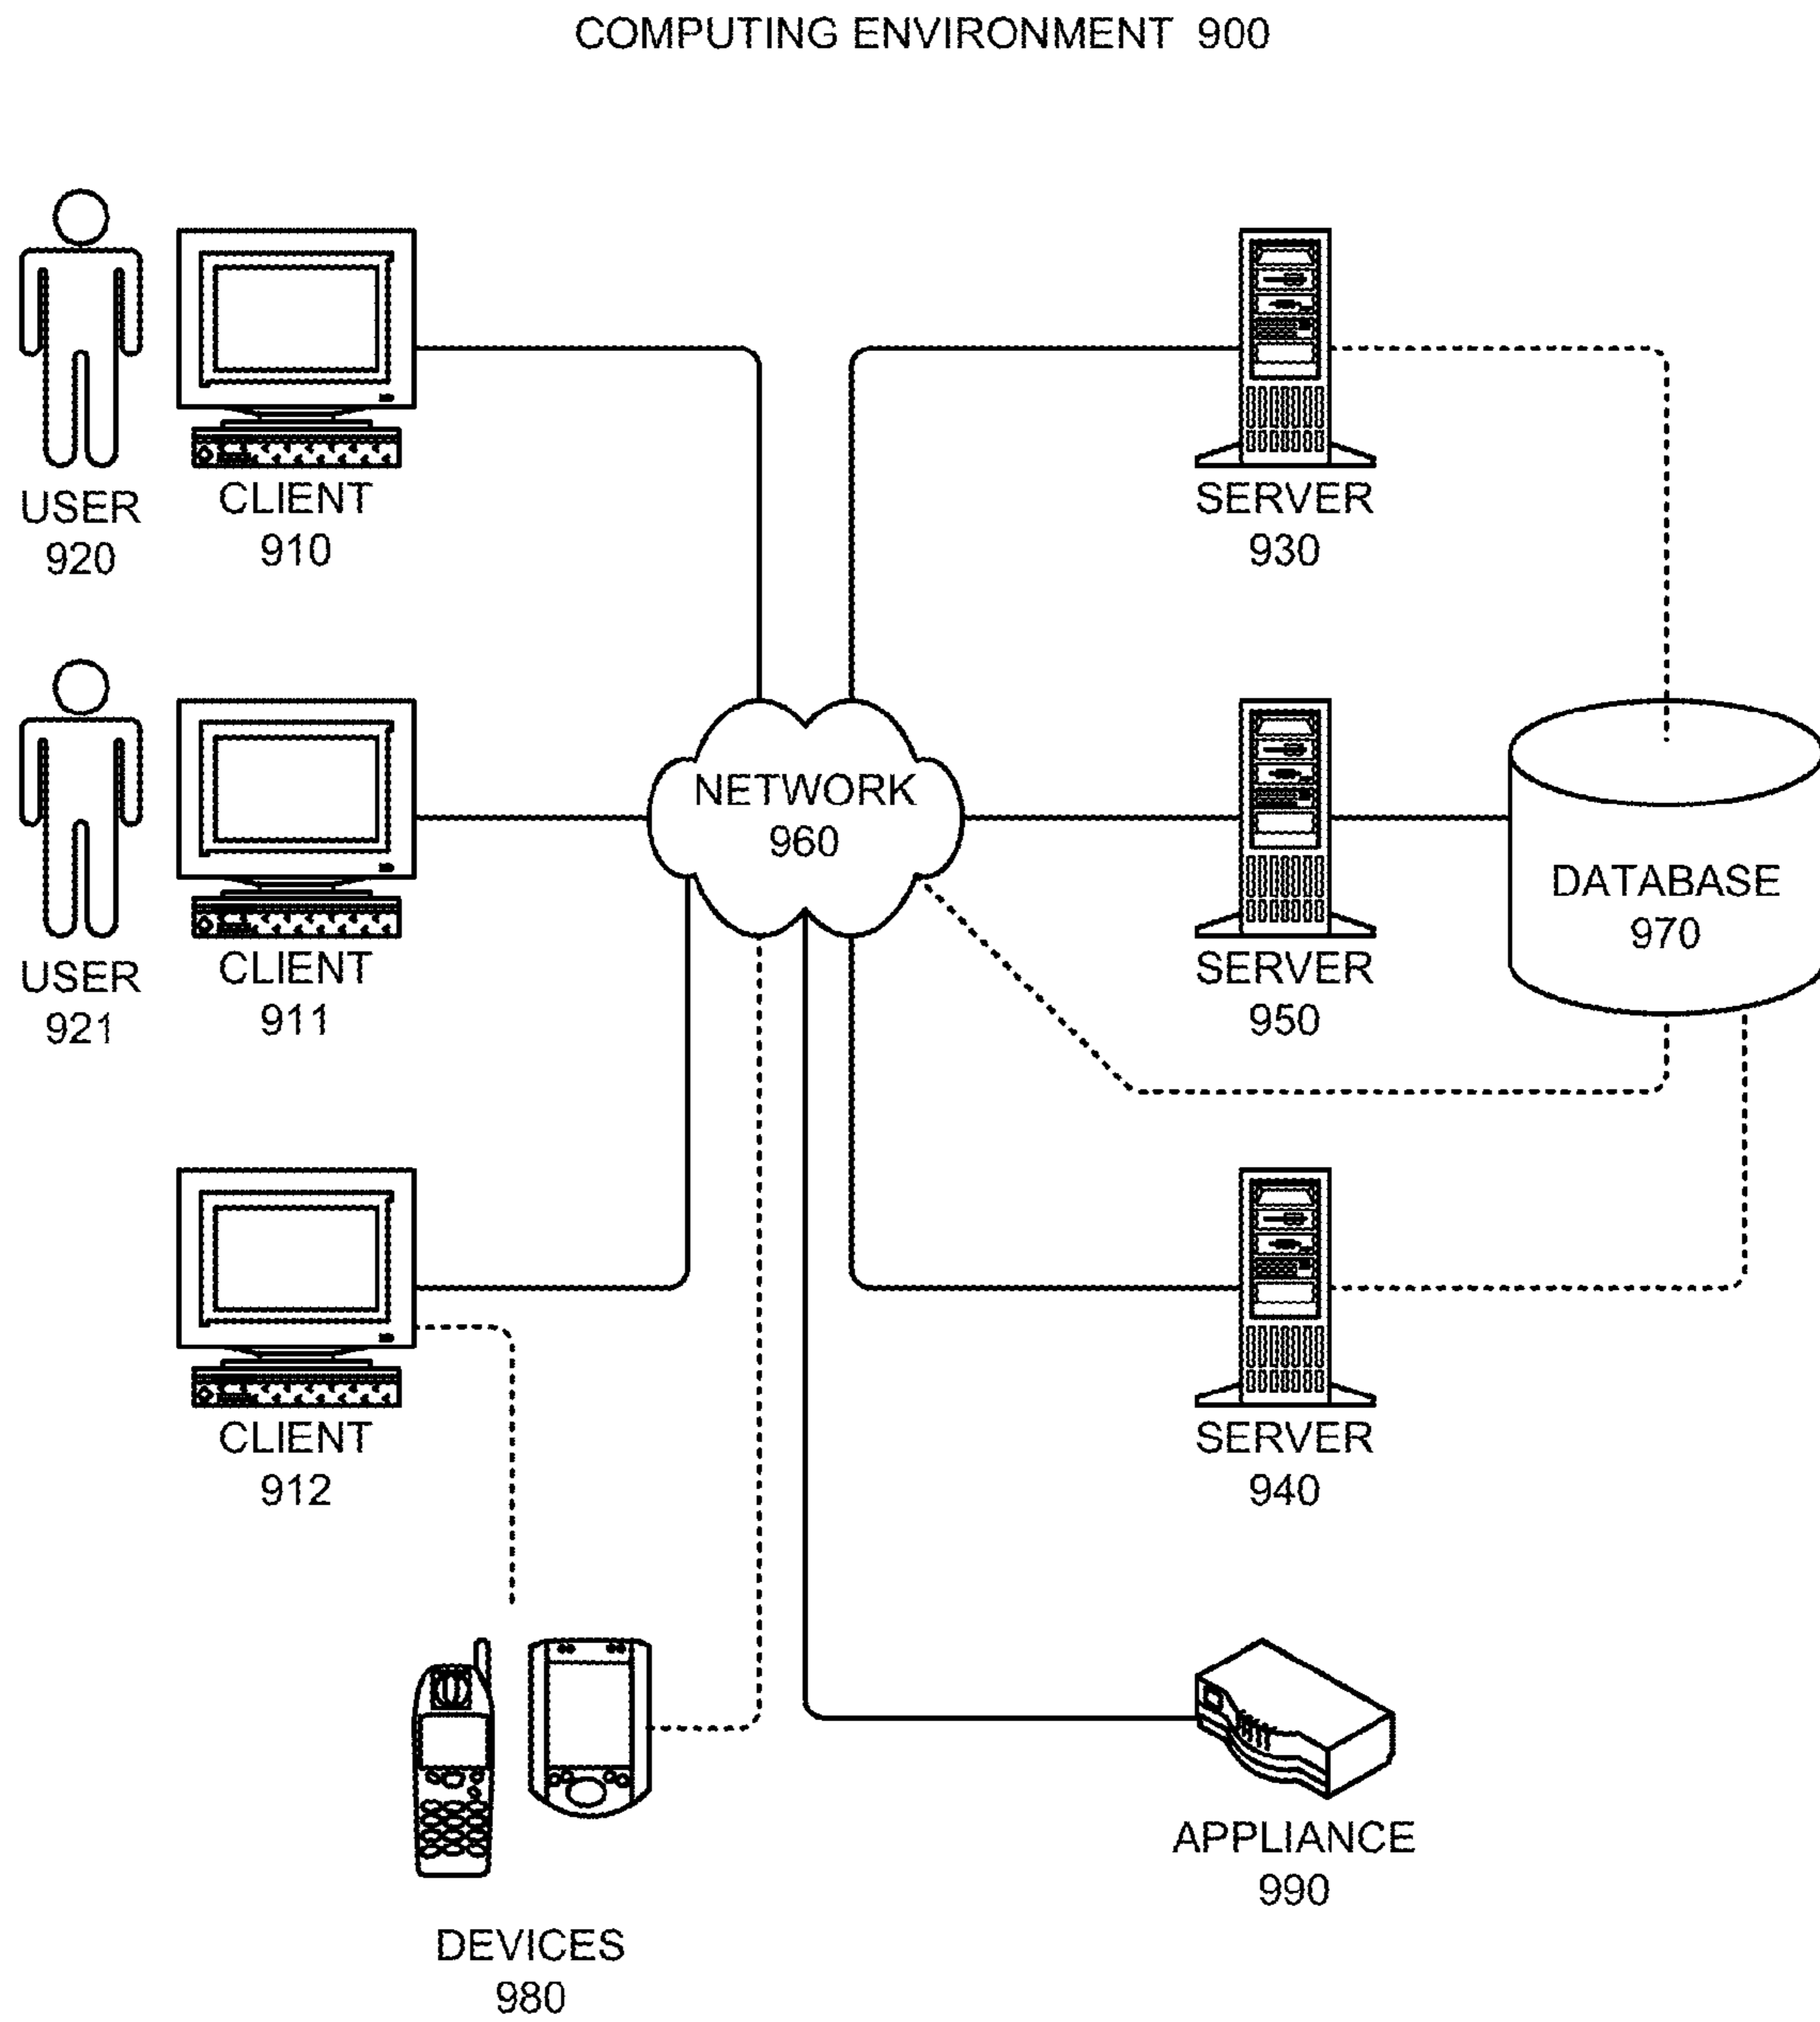 COMPUTING ENVIRONMENT 900
USER
920
CLIENT
910
SERVER
930
NETWORK
960
USER
921
CLIENT
911
SERVER
950
DATABASE
970
CLIENT
912
SERVER
940
DEVICES
980
APPLIANCE
990